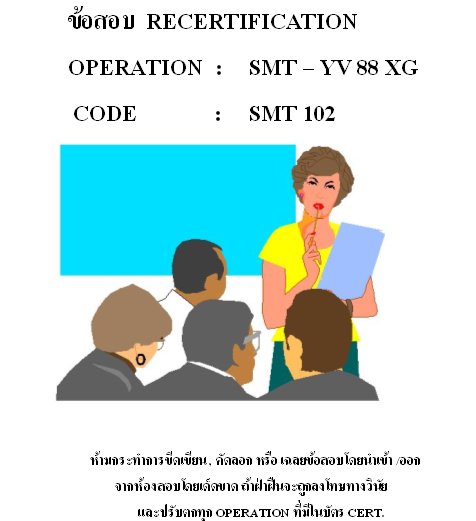 ข้อสอบ RECERTIFICATION
OPERATION : SMT – YV 88 XG
CODE : SMT 102
ห้ามกระทำการขีดเขียน , คัดลอก หรือ เฉลยข้อสอบโดยนำเข้า /ออก
จากห้องสอบโดยเด็ดขาด ถ้าฝ่าฝืนจะถูกลงโทษทางวินัย
และปรับตกทุก OPERATION ที่มีในบัตร CERT.